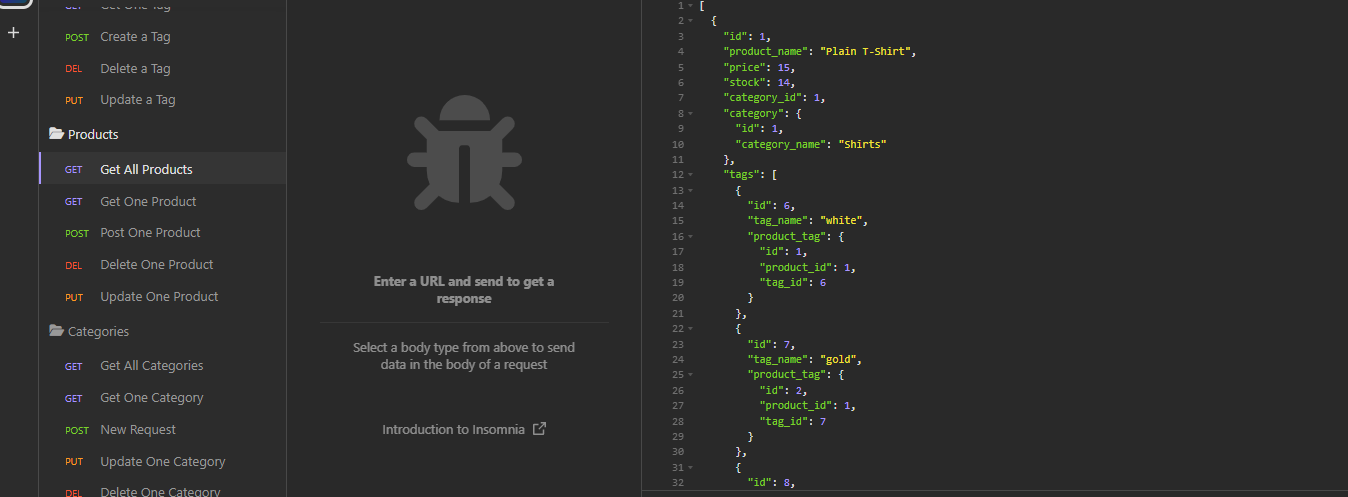 GET Get One Tag
POST Create a Tag
DEL Delete a Tag
PUT Update a Tag
Products
GET Get All Products
GET Get One Product
POST Post One Product
DEL Delete One Product
PUT Update One Product
Categories
GET Get All Categories
GET Get One Category
POST New Request
PUT Update One Category
DEL Delete One Category
Enter a URL and send to get a
response
Select a body type from above to send
data in the body of a request
Introduction to Insomnia
1 [
2 {
3 "id": 1,
4 "product_name": "Plain T-Shirt",
5 "price": 15,
6 "stock": 14,
7 "category_id": 1,
8 "category": {
9 "id": 1,
10 "category_name": "Shirts"
11 },
12 "tags": [
13 {
14 "id": 6,
15 "tag_name": "white",
16 "product_tag": {
17 "id": 1,
18 "product_id": 1,
19 "tag_id": 6
20 }
21 },
22 {
23 "id": 7,
24 "tag_name": "gold",
25 "product_tag": {
26 "id": 2,
27 "product_id": 1,
28 "tag_id": 7
29 }
30 },
31 {
32 "id": 8,